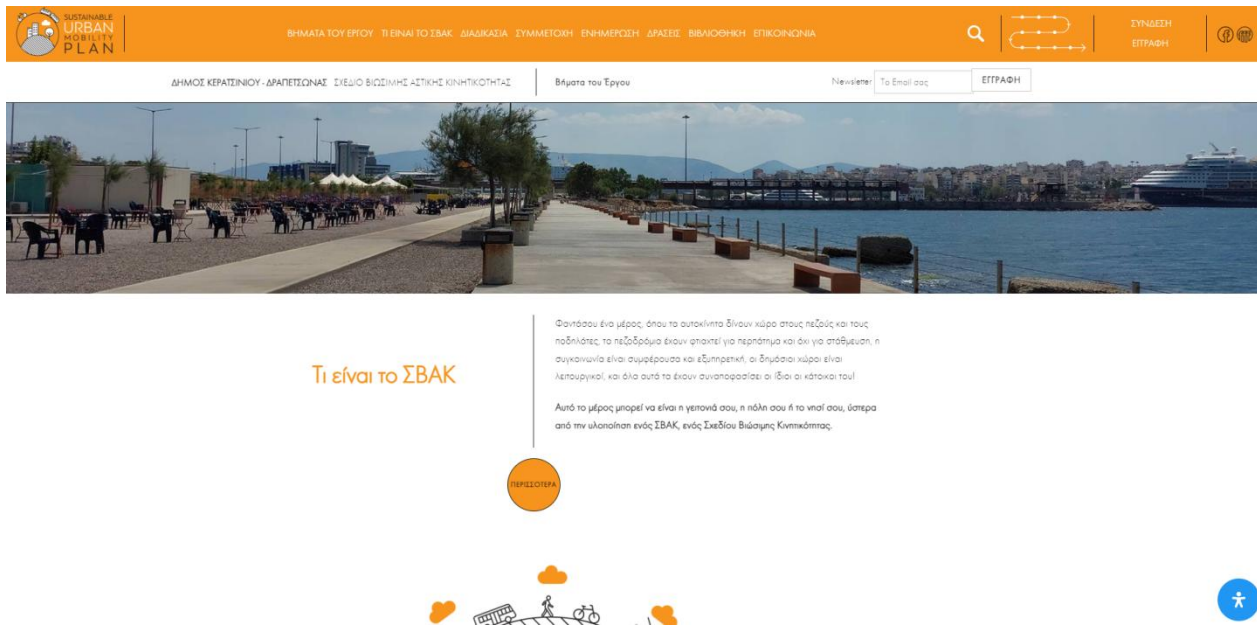 SUSTAINABLE
URBAN
MOBILITY
PLAN
ΒΗΜΑΤΑ ΤΟΥ ΕΡΓΟΥ ΤΙ ΕΙΝΑΙ ΤΟ ΣΒΑΚ ΔΙΑΔΙΚΑΣΙΑ ΣΥΜΜΕΤΟΧΗ ΕΝΗΜΕΡΩΣΗ ΔΡΑΣΕΙΣ ΒΙΒΛΙΟΘΗΚΗ ΕΠΙΚΟΙΝΩΝΙΑ
ΣΥΝΔΕΣΗ
ΕΓΓΡΑΦΗ
ΔΗΜΟΣ ΚΕΡΑΤΣΙΝΙΟΥ - ΔΡΑΠΕΤΣΩΝΑΣ ΣΧΕΔΙΟ ΒΙΩΣΙΜΗΣ ΑΣΤΙΚΗΣ ΚΙΝΗΤΙΚΟΤΗΤΑΣ
Βήματα του Έργου
Newsletter Το Email σας ΕΓΓΡΑΦΗ
Τι είναι το ΣΒΑΚ
Φαντάσου ένα μέρος, όπου τα αυτοκίνητα δίνουν χώρο στους πεζούς και τους
ποδηλάτες, τα πεζοδρόμια έχουν φτιαχτεί για περπάτημα και όχι για στάθμευση, η
συγκοινωνία είναι συμφέρουσα και εξυπηρετική, οι δημόσιοι χώροι είναι
λειτουργικοί, και όλα αυτά τα έχουν συναποφασίσει οι ίδιοι οι κάτοικοι του!
Αυτό το μέρος μπορεί να είναι η γειτονιά σου, η πόλη σου ή το νησί σου, ύστερα
από την υλοποίηση ενός ΣΒΑΚ, ενός Σχεδίου Βιώσιμης Κινητικότητας.
ΠΕΡΙΣΣΟΤΕΡΑ